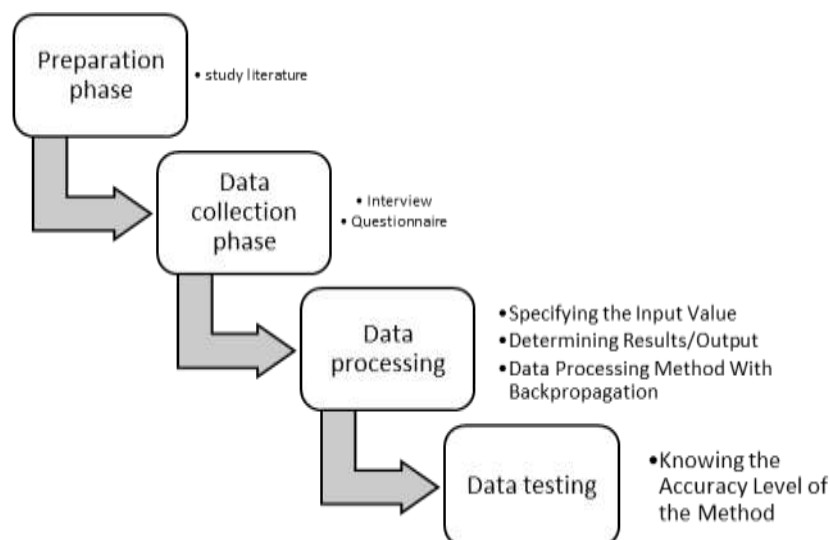 Preparation
phase
• study literature
Data
collection
phase
• Interview
• Questionnaire
Data
processing
•Specifying the Input Value
•Determining Results/Output
•Data Processing Method With
Backpropagation
Data testing
•Knowing the
Accuracy Level of
the Method